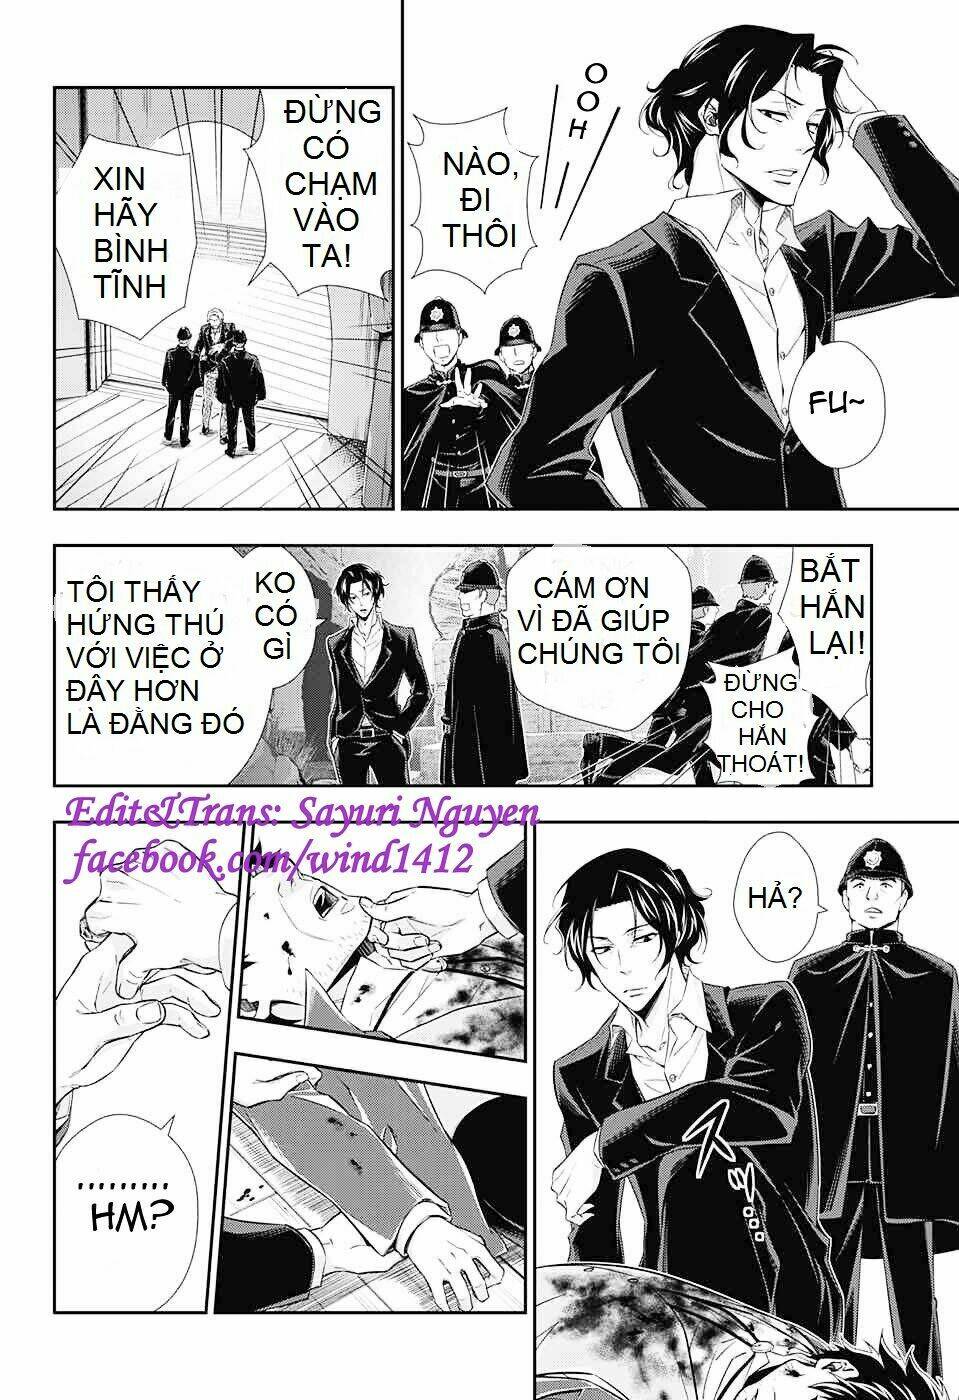 OOH
FU~
NÀO,
ĐI
THÔI
ĐỪNG
CÓ
CHẠM
VÀO
TA!
XIN
HÃY
BÌNH
TĨNH
BẮT
HẮN
LẠI!
ĐỪNG
CHO
HẮN
THOÁT!
CÁM ƠN
VÌ ĐÃ GIÚP
CHÚNG TÔI
KO
CÓ
GÌ
TÔI THẤY
HỨNG THÚ
VỚI VIỆC Ở
ĐÂY HƠN
LÀ ĐẰNG ĐÓ
Edit&Trans: Sayuri Nguyen
facebook.com/wind1412
HẢ?
.........
HM?